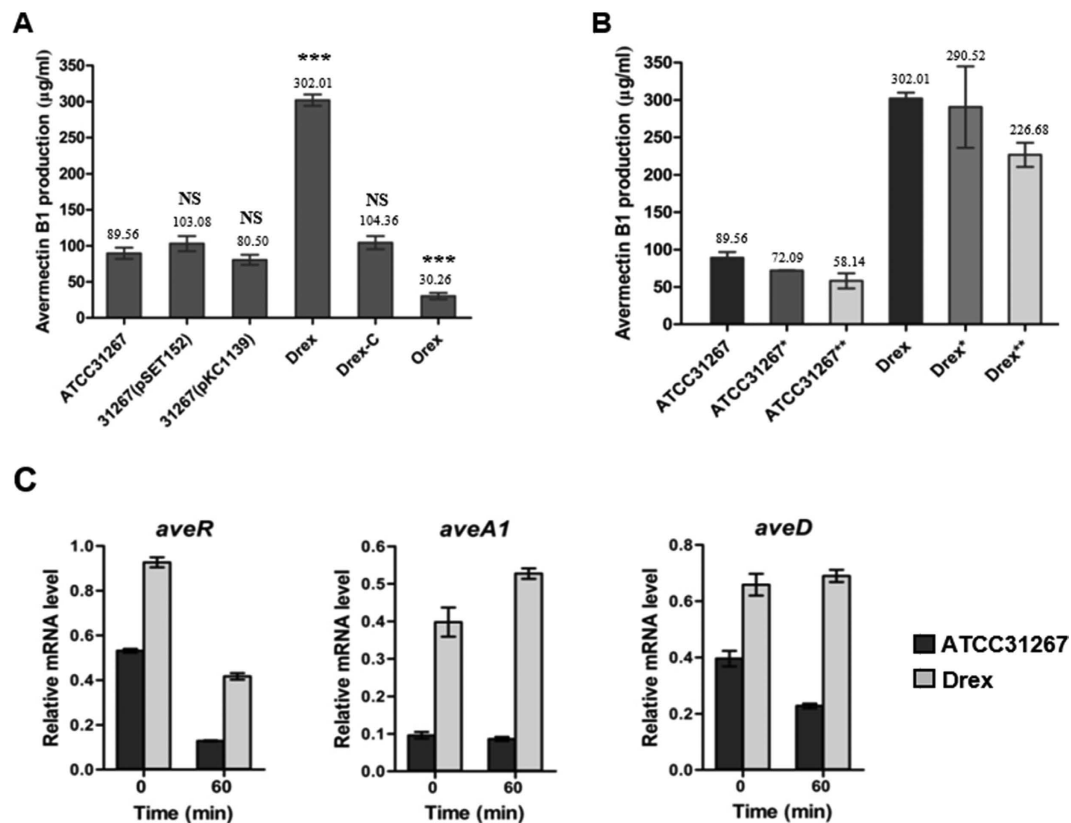 A
Avermectin B1 production (μg/ml)
350
300
250
200
150
100
50
0
89.56
NS
103.08
NS
80.50
***
302.01
NS
104.36
***
30.26
ATCC31267
31267(pSET152)
31267(pKC1139)
Drex
Drex-C
Orex
B
Avermectin B1 production (μg/ml)
350
300
250
200
150
100
50
0
89.56
72.09
58.14
302.01
290.52
226.68
ATCC31267
ATCC31267*
ATCC31267**
Drex
Drex*
Drex**
C
aveR
Relative mRNA level
1.0
0.8
0.6
0.4
0.2
0.0
0
60
Time (min)
aveA1
Relative mRNA level
0.6
0.5
0.4
0.3
0.2
0.1
0.0
0
60
Time (min)
aveD
Relative mRNA level
0.8
0.6
0.4
0.2
0.0
0
60
Time (min)
ATCC31267
Drex